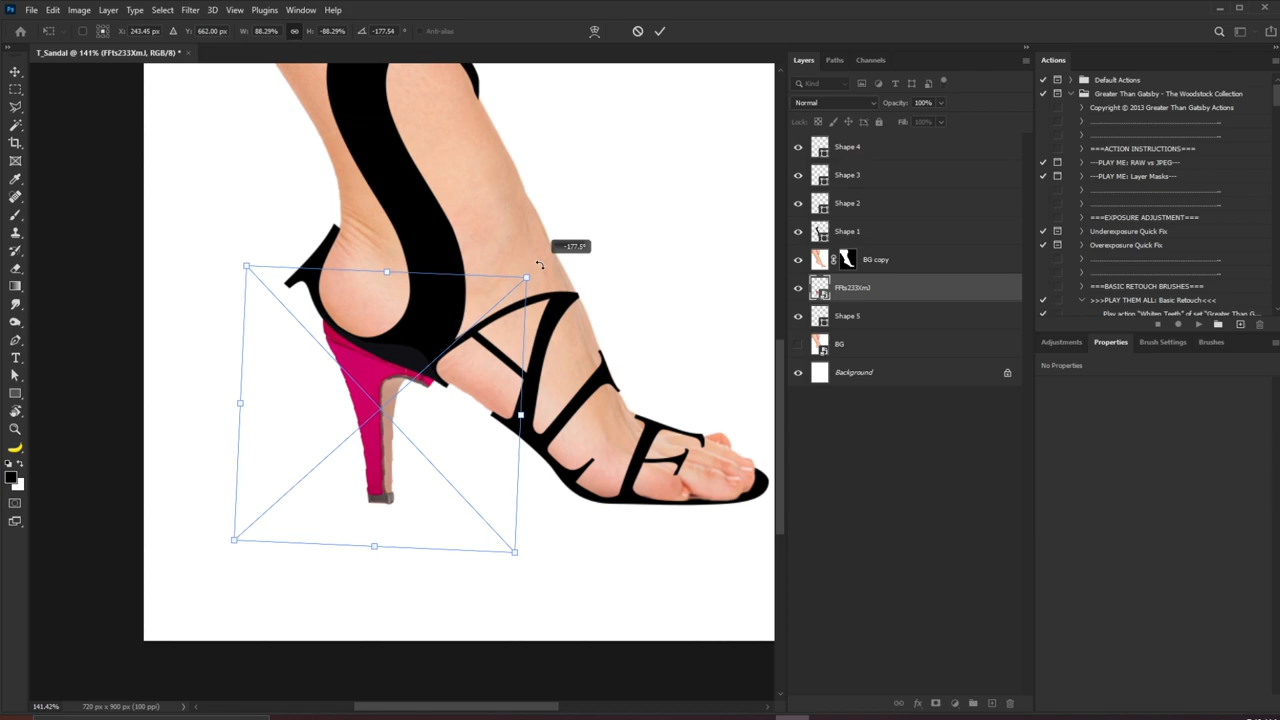 Ps File Edit Image Layer Type Select Filter 3D View Plugins Window Help
X: 243.45 px Y: 662.00 px W: 88.29% H: -88.29% -177.54 Anti-alias
T_Sandal @ 141% (FFts233XmJ, RGB/8) * ×
-177.5°
Layers Paths Channels
Kind
Normal Opacity: 100%
Lock: Fill: 100%
Shape 4
Shape 3
Shape 2
Shape 1
BG copy
FFts233XmJ
Shape 5
BG
Background
Actions
Default Actions
Greater Than Gatsby - The Woodstock Collection
Copyright © 2013 Greater Than Gatsby Actions
===ACTION INSTRUCTIONS===
---PLAY ME: RAW vs JPEG---
---PLAY ME: Layer Masks---
===EXPOSURE ADJUSTMENT===
Underexposure Quick Fix
Overexposure Quick Fix
===BASIC RETOUCH BRUSHES===
>>>PLAY THEM ALL: Basic Retouch<<<
Play action "Whiten Teeth" of set "Greater Than G...
Adjustments Properties Brush Settings Brushes
No Properties
141.42% 720 px x 900 px (100 ppi)